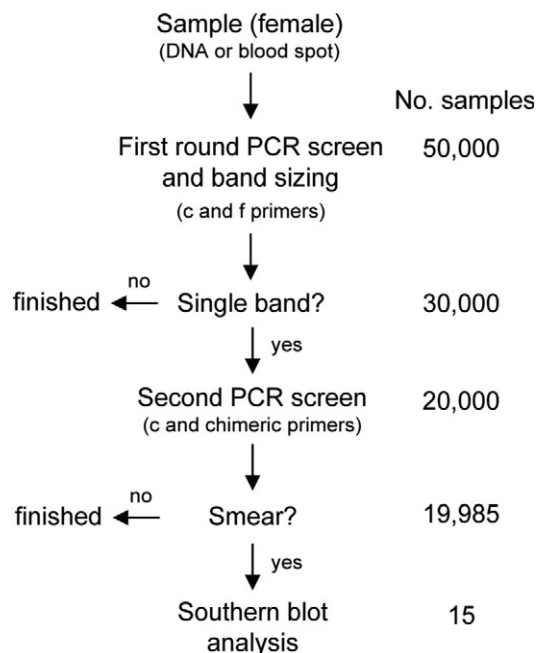 Sample (female)
(DNA or blood spot)
No. samples
First round PCR screen 50,000
and band sizing
(c and f primers)
no
finished Single band? 30,000
yes
Second PCR screen 20,000
(c and chimeric primers)
no
finished Smear? 19,985
yes
Southern blot 15
analysis